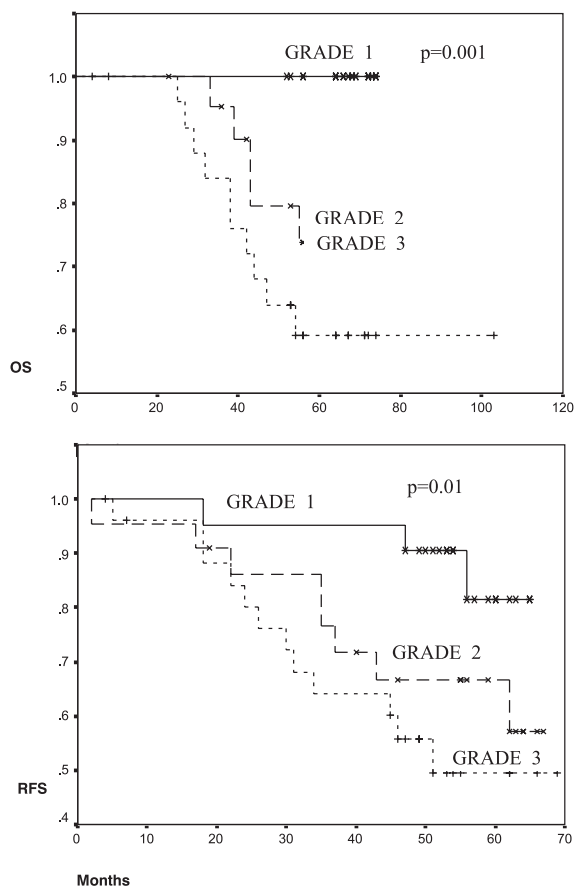 GRADE 1 p=0.001
1.0
.9
GRADE 2
.8
GRADE 3
.7
.6
OS
.5
0 20 40 60 80 100 120
GRADE 1 p=0.01
1.0
.9
.8
GRADE 2
.7
.6
GRADE 3
.5
RFS
.4
0 10 20 30 40 50 60 70
Months